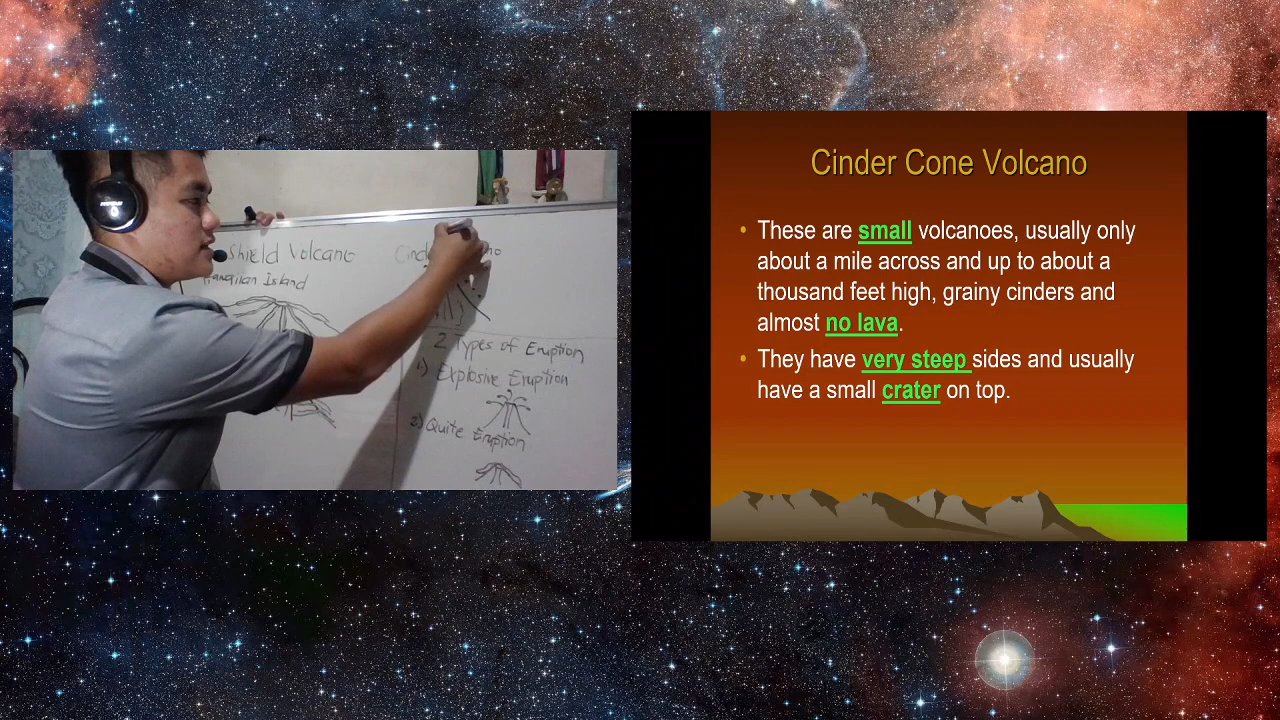 Shield Volcano
Island
2 Types of Eruption
1) Explosive Eruption
2) Quite Eruption
Cinder Cone Volcano
These are small volcanoes, usually only
about a mile across and up to about a
thousand feet high, grainy cinders and
almost no lava.
They have very steep sides and usually
have a small crater on top.